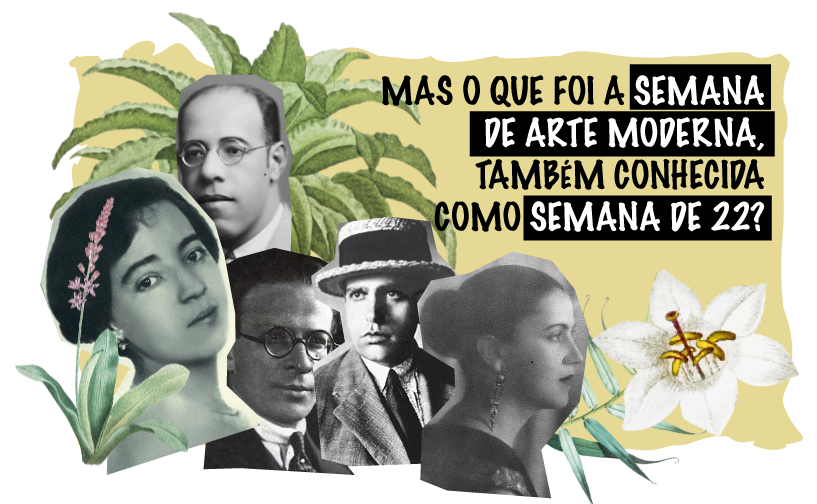 MAS O QUE FOI A SEMANA
DE ARTE MODERNA,
TAMBÉM CONHECIDA
COMO SEMANA DE 22?